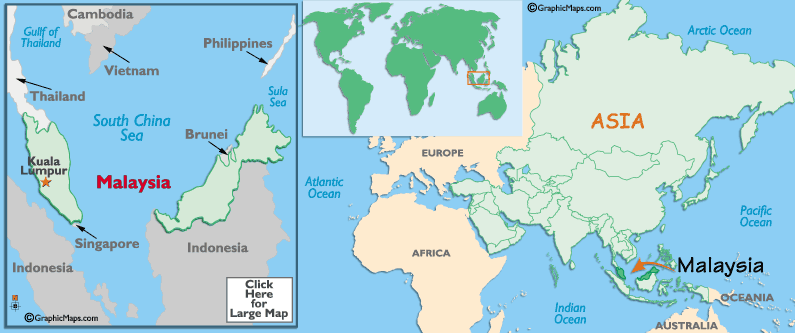 Cambodia
Gulf of
Thailand
Philippines
Vietnam
Thailand
Sulu
Sea
South China
Sea
Brunei
Kuala
Lumpur
Malaysia
Singapore
Indonesia
Indonesia
Click
Here
for
Large Map
©GraphicMaps.com
©GraphicMaps.com
Arctic Ocean
ASIA
EUROPE
Atlantic
Ocean
Pacific
Ocean
AFRICA
Malaysia
OCEANIA
Indian
Ocean
AUSTRALIA